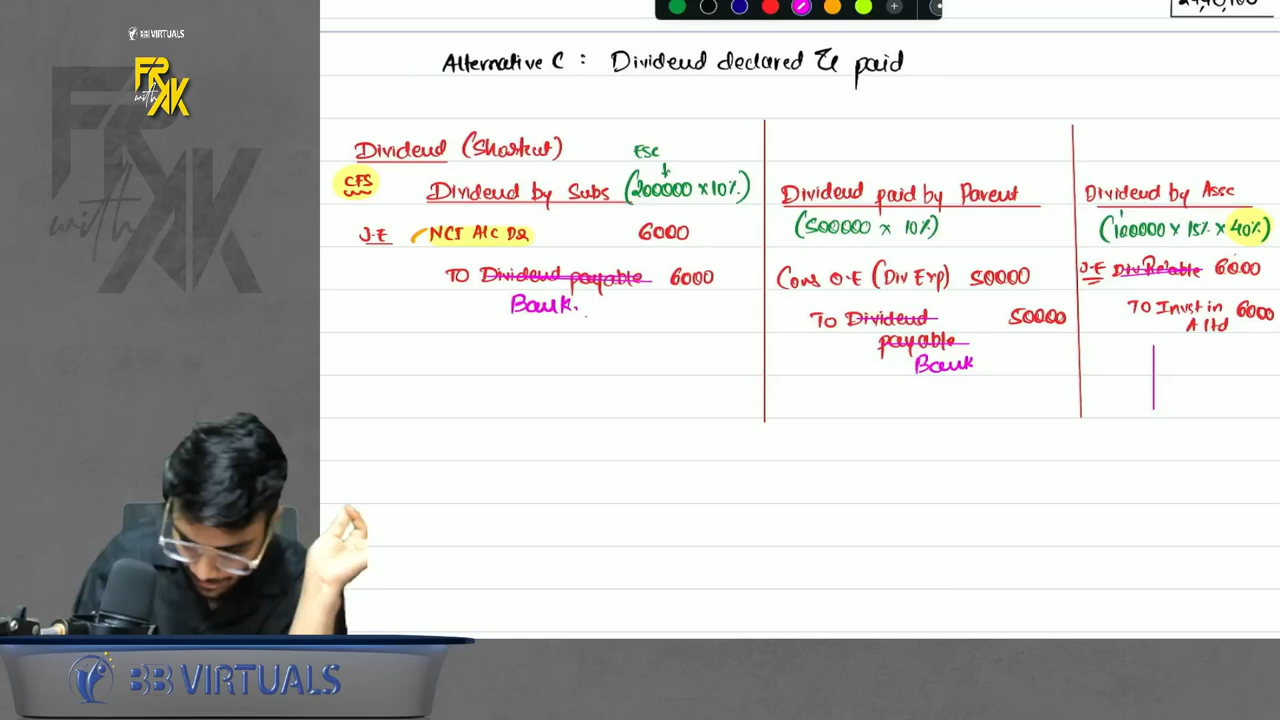 BB VIRTUALS
FR
with
KK
Alternative C : Dividend declared & paid
Dividend (Shortcut)
ESC
CFS
Dividend by Subs (200000 x 10%)
J.E NCI A/C DR 6000
TO Dividend payable 6000
Bank.
Dividend paid by Parent
(500000 x 10%)
Cons O.E (Div Exp) 50000
TO Dividend payable 50000
Bank
Dividend by Assc
(100000 x 15% x 40%)
J.E 6000
TO Invst in 6000
A ltd
BB VIRTUALS